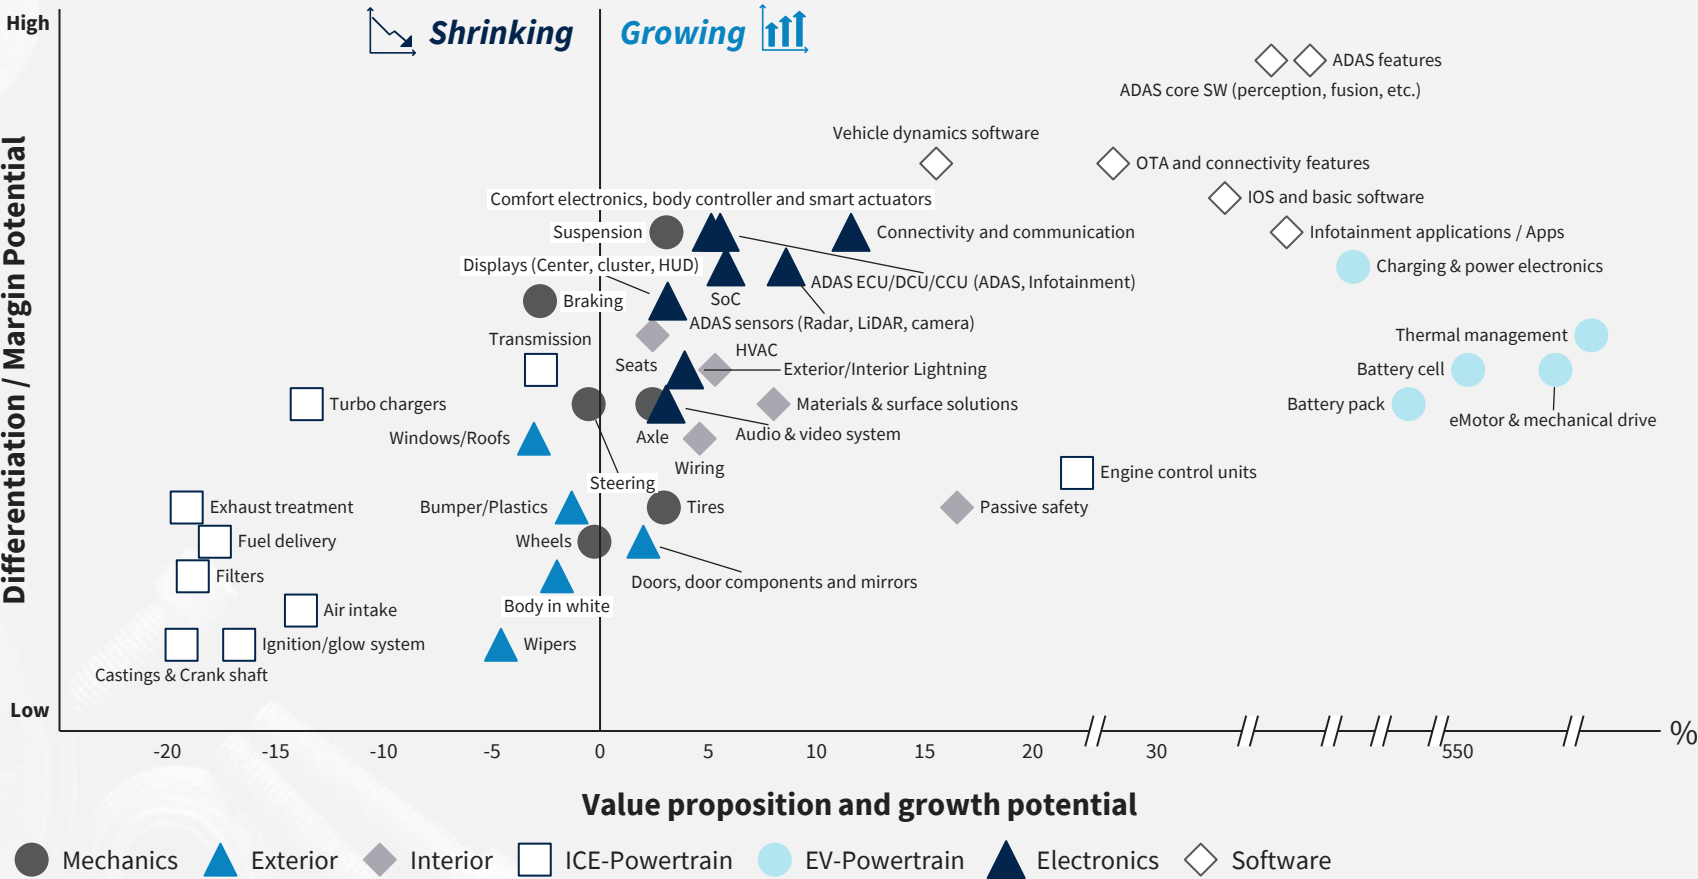 High
Shrinking
Growing
ADAS features
ADAS core SW (perception, fusion, etc.)
Vehicle dynamics software
OTA and connectivity features
Comfort electronics, body controller and smart actuators
IOS and basic software
Suspension
Connectivity and communication
Infotainment applications / Apps
Displays (Center, cluster, HUD)
Charging & power electronics
ADAS ECU/DCU/CCU (ADAS, Infotainment)
SoC
Braking
ADAS sensors (Radar, LiDAR, camera)
Transmission
Thermal management
HVAC
Seats
Exterior/Interior Lightning
Battery cell
Turbo chargers
Materials & surface solutions
Battery pack
eMotor & mechanical drive
Windows/Roofs
Axle
Audio & video system
Wiring
Engine control units
Steering
Exhaust treatment
Bumper/Plastics
Tires
Passive safety
Fuel delivery
Wheels
Filters
Doors, door components and mirrors
Body in white
Air intake
Ignition/glow system
Wipers
Castings & Crank shaft
Differentiation / Margin Potential
Low
%
-20 -15 -10 -5 0 5 10 15 20 30 550
Value proposition and growth potential
Mechanics Exterior Interior ICE-Powertrain EV-Powertrain Electronics Software